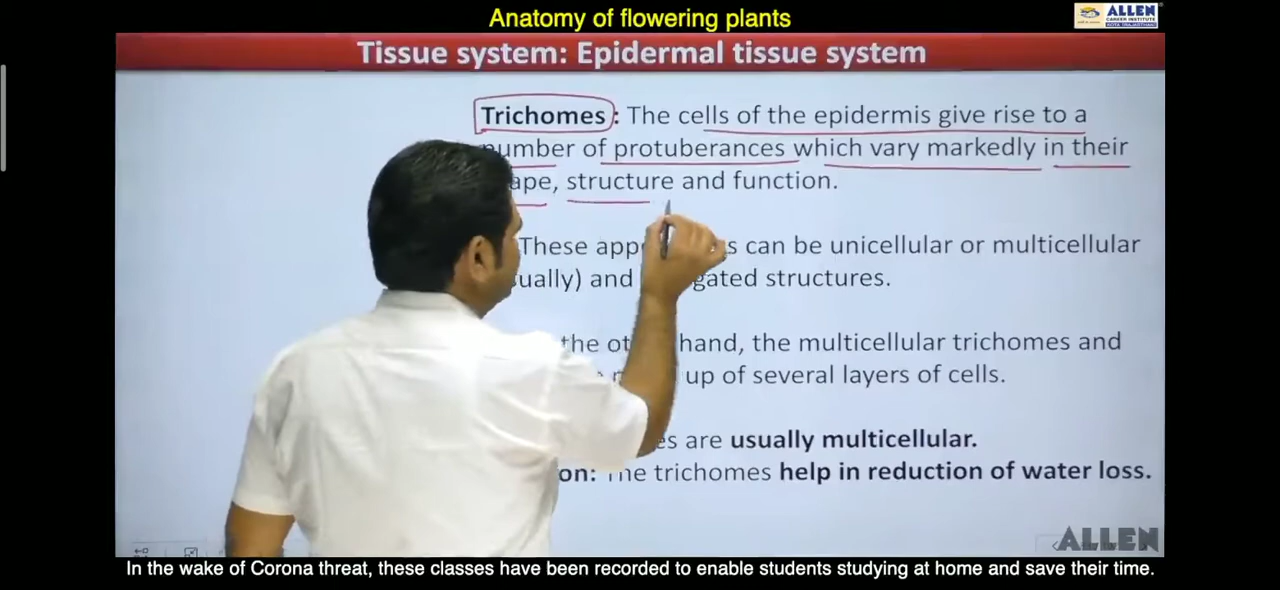 Anatomy of flowering plants
ALLEN
CAREER INSTITUTE
KOTA (RAJASTHAN)
Tissue system: Epidermal tissue system
Trichomes : The cells of the epidermis give rise to a
number of protuberances which vary markedly in their
ape, structure and function.
These app s can be unicellular or multicellular
ually) and gated structures.
the ot hand, the multicellular trichomes and
up of several layers of cells.
es are usually multicellular.
on: The trichomes help in reduction of water loss.
ALLEN
In the wake of Corona threat, these classes have been recorded to enable students studying at home and save their time.